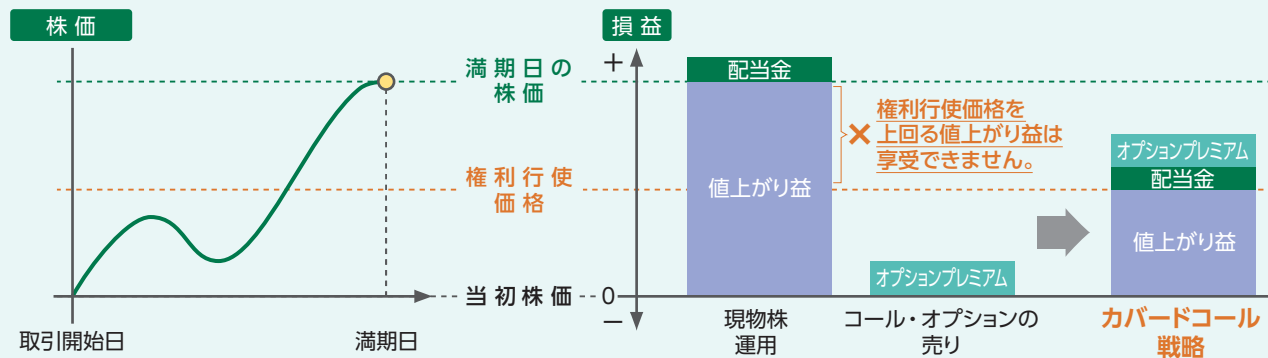 株価
取引開始日
満期日
満期日の
株価
権利行使
価格
当初株価
損益
＋
0
－
配当金
値上がり益
現物株
運用
×
権利行使価格を
上回る値上がり益は
享受できません。
オプションプレミアム
コール・オプションの
売り
オプションプレミアム
配当金
値上がり益
カバードコール
戦略